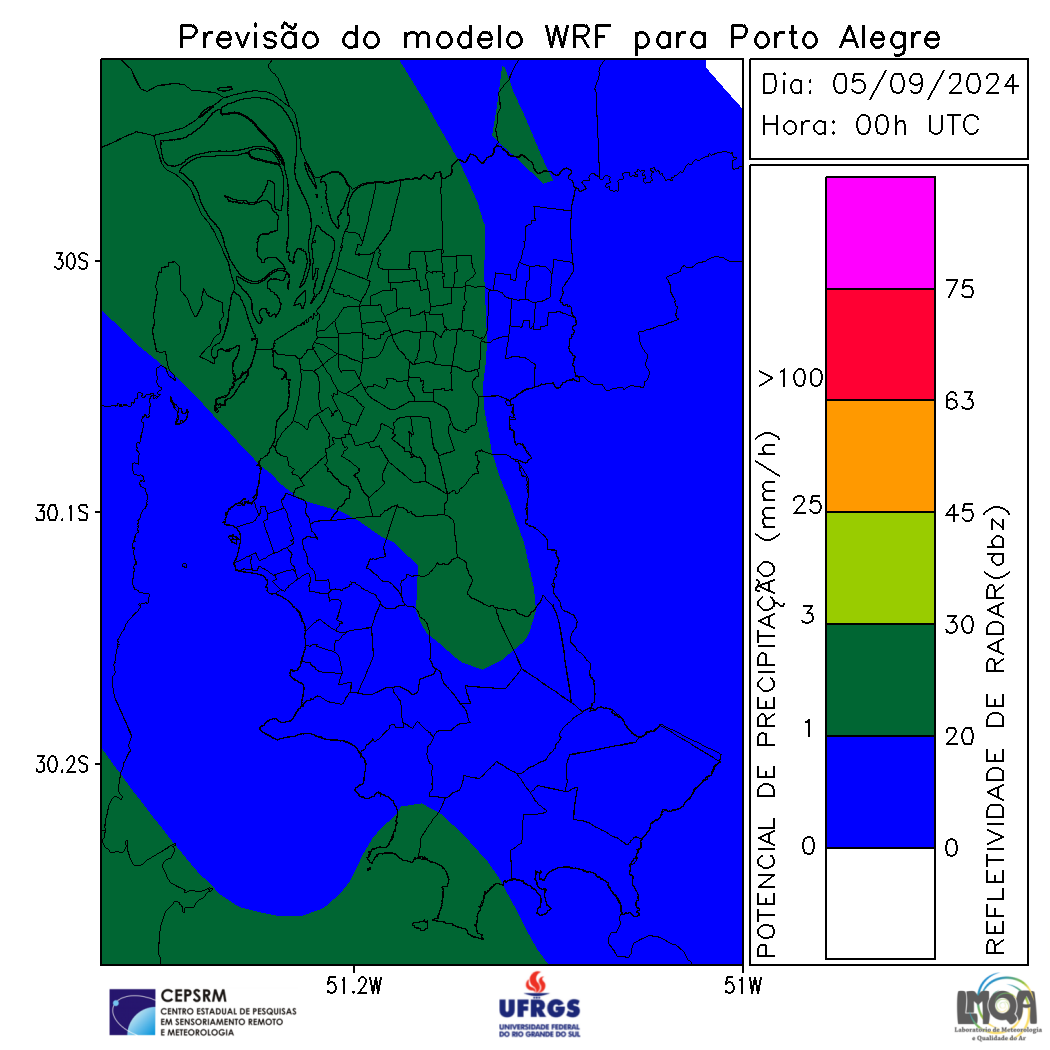 Previsão do modelo WRF para Porto Alegre
Dia: 05/09/2024
Hora: 00h UTC
30S
30.1S
30.2S
51.2W
51W
POTENCIAL DE PRECIPITAÇÃO (mm/h)
>100
25
3
1
0
75
63
45
30
20
0
REFLETIVIDADE DE RADAR(dbz)
CEPSRM
CENTRO ESTADUAL DE PESQUISAS
EM SENSORIAMENTO REMOTO
E METEOROLOGIA
UFRGS
UNIVERSIDADE FEDERAL
DO RIO GRANDE DO SUL
LMQA
Laboratório de Meteorologia
e Qualidade do Ar